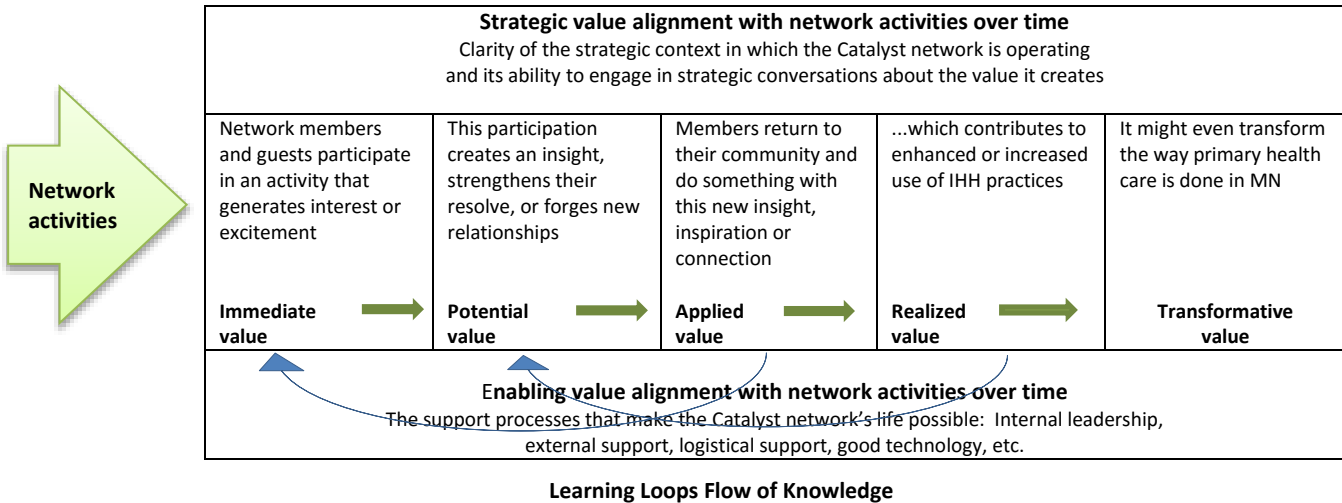 Strategic value alignment with network activities over time
Clarity of the strategic context in which the Catalyst network is operating
and its ability to engage in strategic conversations about the value it creates
Network
activities
Network members
and guests participate
in an activity that
generates interest or
excitement
Immediate
value
This participation
creates an insight,
strengthens their
resolve, or forges new
relationships
Potential
value
Members return to
their community and
do something with
this new insight,
inspiration or
connection
Applied
value
...which contributes to
enhanced or increased
use of IHH practices
Realized
value
It might even transform
the way primary health
care is done in MN
Transformative
value
Enabling value alignment with network activities over time
The support processes that make the Catalyst network’s life possible: Internal leadership,
external support, logistical support, good technology, etc.
Learning Loops Flow of Knowledge